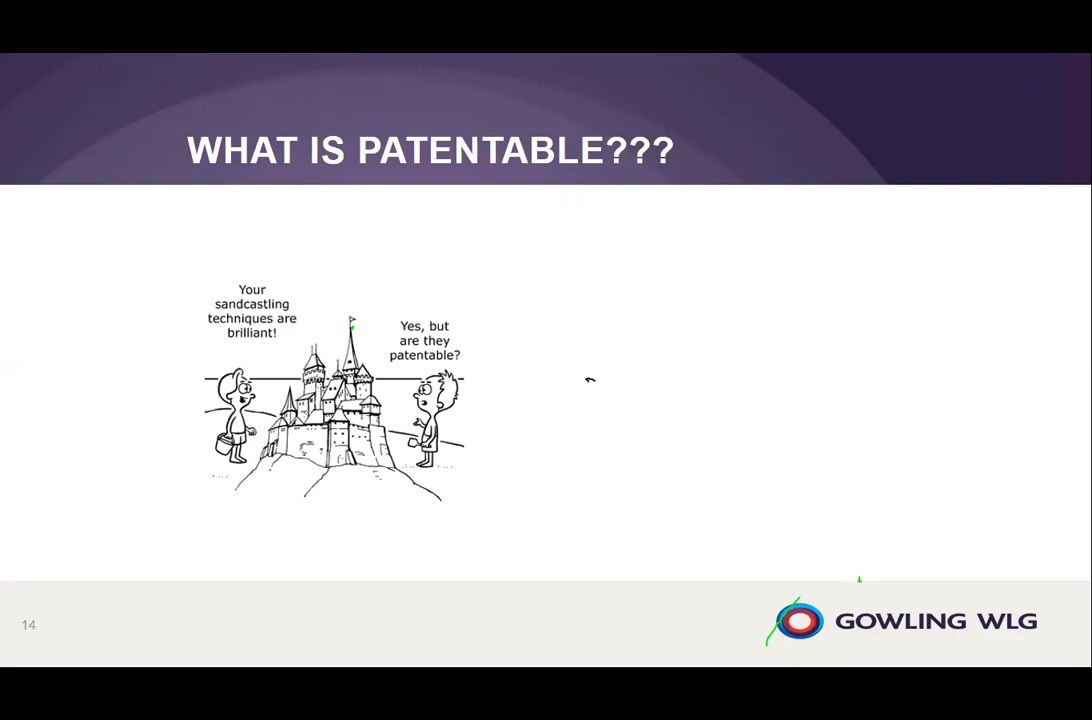 WHAT IS PATENTABLE???
Your
sandcastling
techniques are
brilliant!
Yes, but
are they
patentable?
14
GOWLING WLG